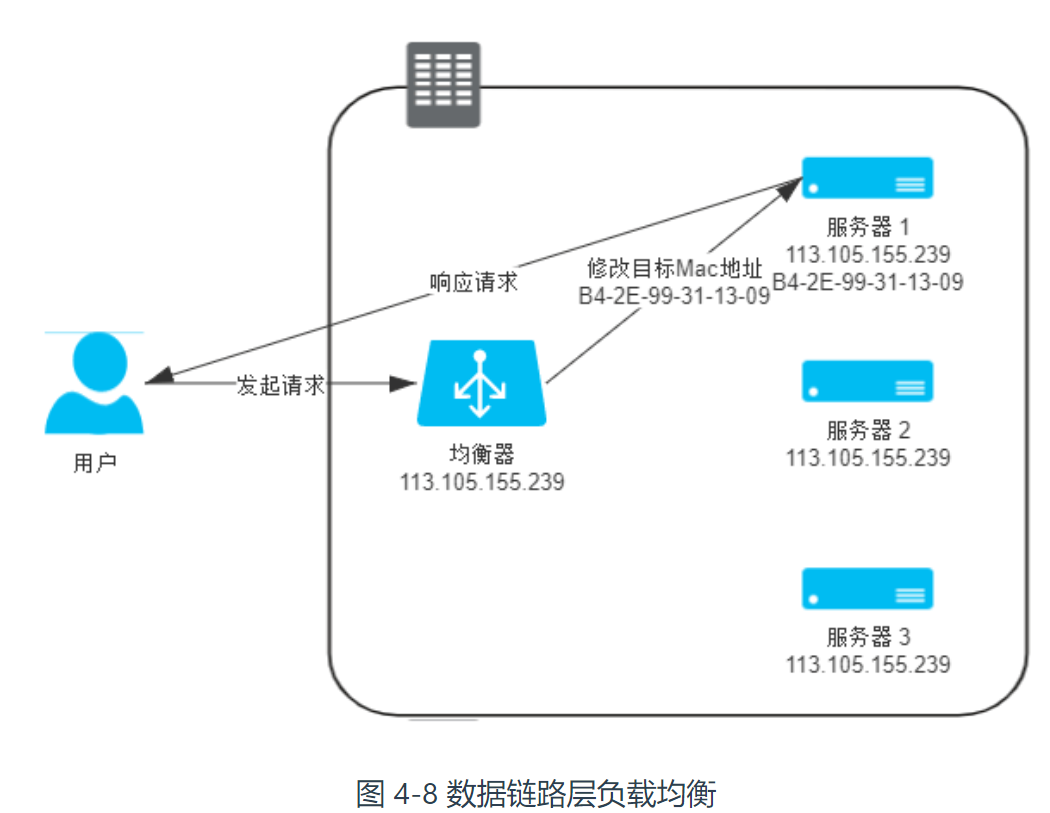 服务器 1
113.105.155.239
B4-2E-99-31-13-09
修改目标Mac地址
B4-2E-99-31-13-09
响应请求
发起请求
用户
均衡器
113.105.155.239
服务器 2
113.105.155.239
服务器 3
113.105.155.239
图 4-8 数据链路层负载均衡